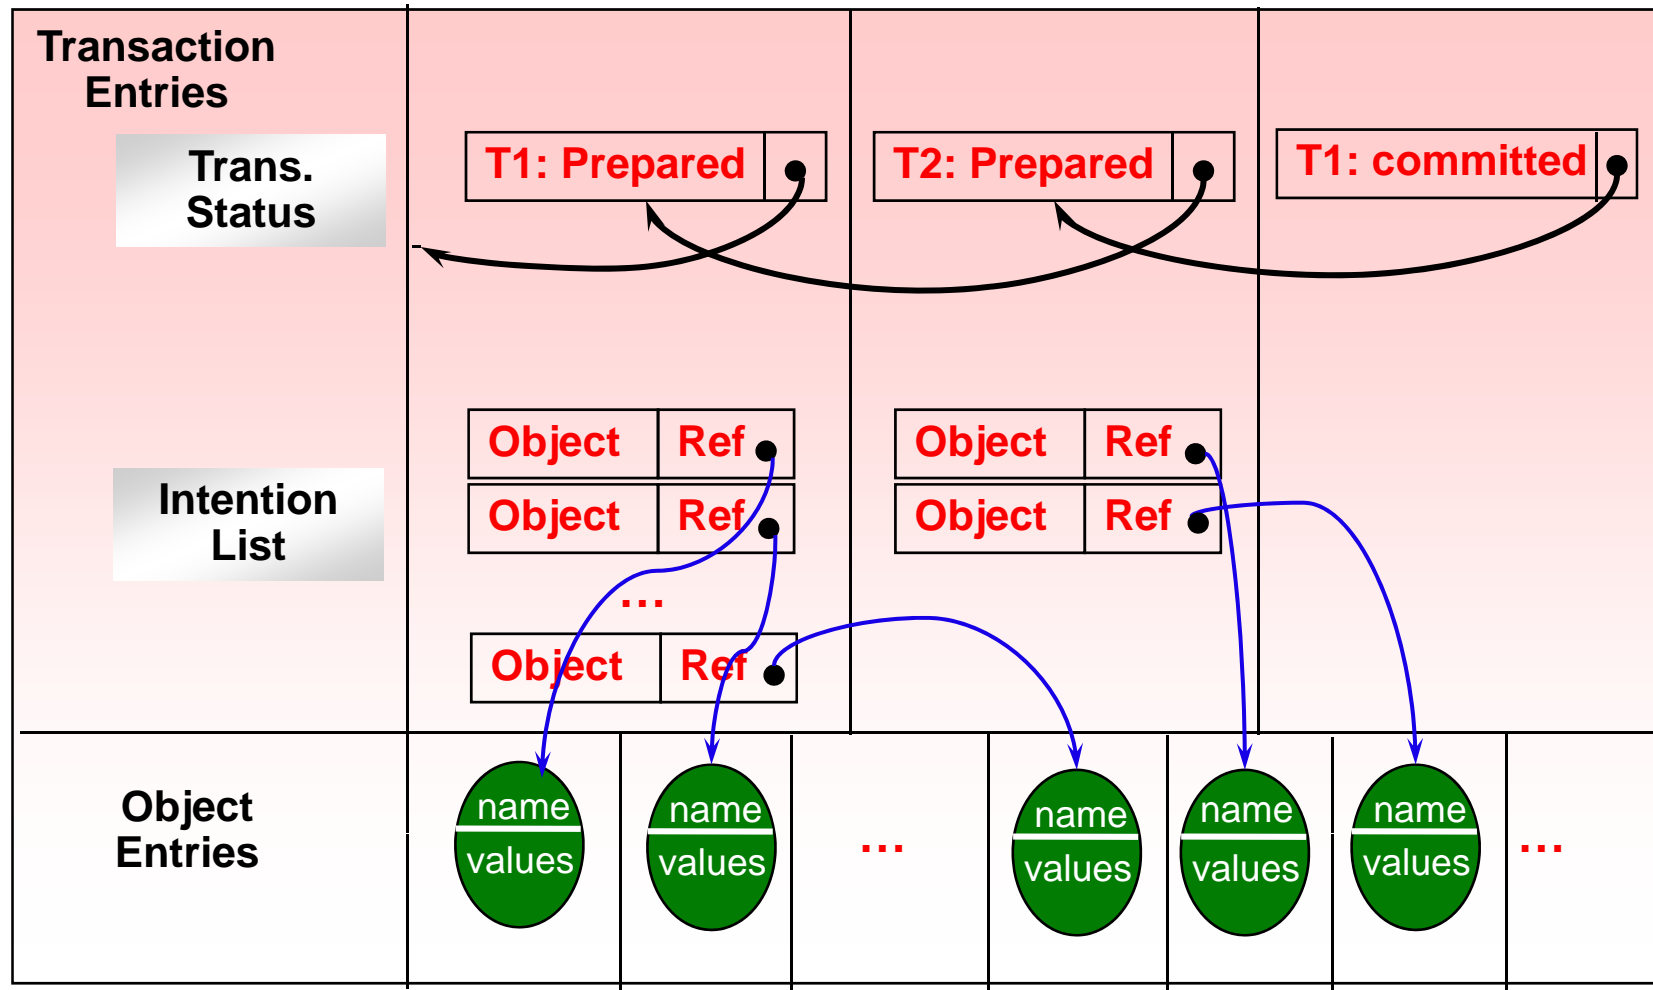 Transaction
Entries
Trans.
Status
T1: Prepared
T2: Prepared
T1: committed
Intention
List
Object Ref
Object Ref
...
Object Ref
Object Ref
Object Ref
Object
Entries
name
values
name
values
...
name
values
name
values
name
values
...